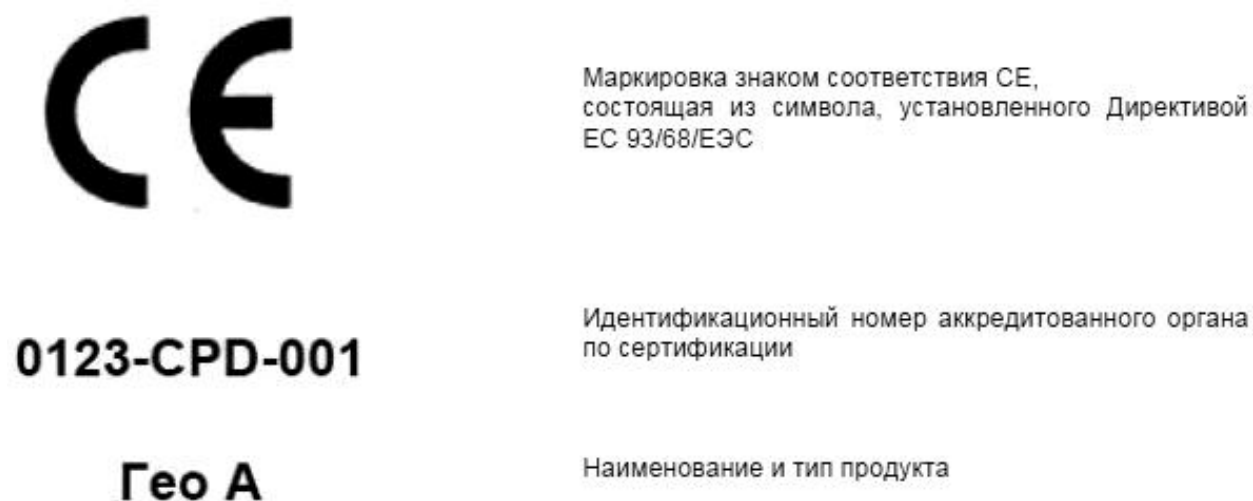 CE
Маркировка знаком соответствия СЕ,
состоящая из символа, установленного Директивой
ЕС 93/68/ЕЭС
0123-CPD-001
Идентификационный номер аккредитованного органа
по сертификации
Гео А
Наименование и тип продукта